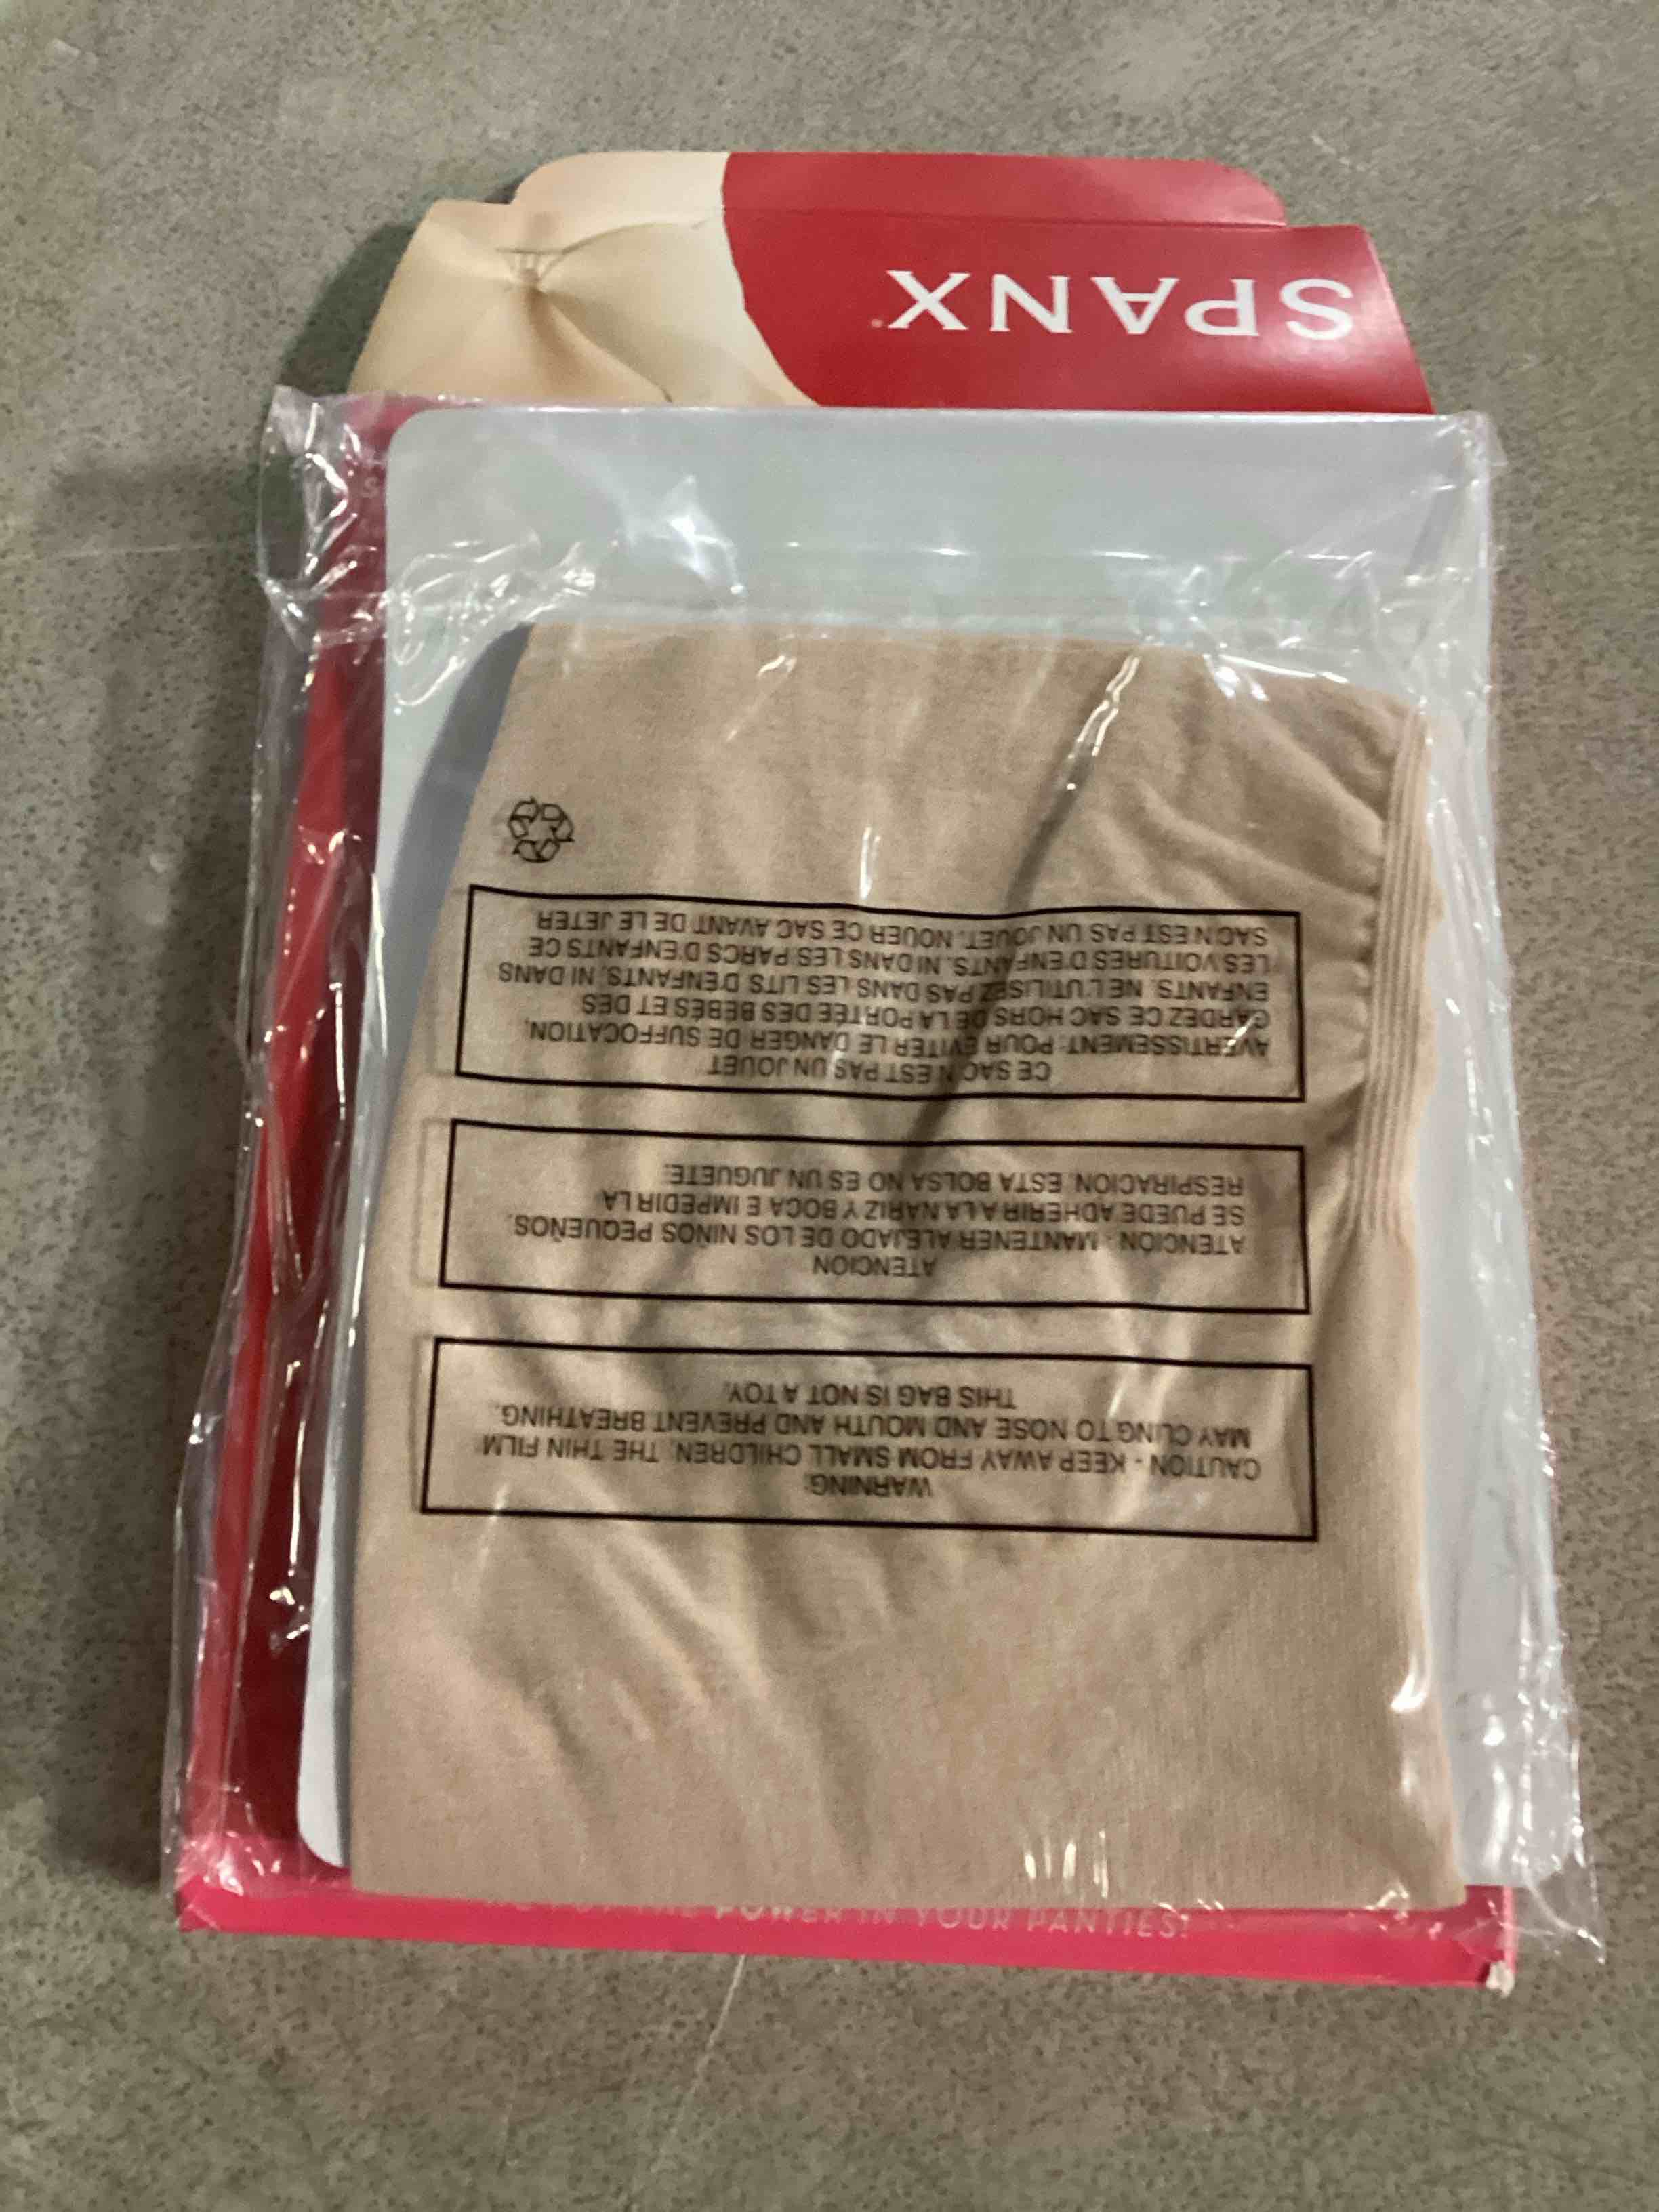 SPANX®
WARNING:
CAUTION - KEEP AWAY FROM SMALL CHILDREN, THE THIN FILM
MAY CLING TO NOSE AND MOUTH AND PREVENT BREATHING.
THIS BAG IS NOT A TOY.
ATENCION
ATENCIÓN - MANTENER ALEJADO DE LOS NIÑOS PEQUEÑOS.
SE PUEDE ADHERIR A LA NARIZ Y BOCA E IMPEDIR LA
RESPIRACION. ESTA BOLSA NO ES UN JUGUETE.
CE SAC N'EST PAS UN JOUET
AVERTISSEMENT: POUR ÉVITER LE DANGER DE SUFFOCATION,
GARDEZ CE SAC HORS DE LA PORTÉE DES BÉBÉS ET DES
ENFANTS. NE L'UTILISEZ PAS DANS LES LITS D'ENFANTS, NI DANS
LES VOITURES D'ENFANTS, NI DANS LES PARCS D'ENFANTS CE
SAC N'EST PAS UN JOUET. NOUER CE SAC AVANT DE LE JETER
THE POWER IN YOUR PANTIES!